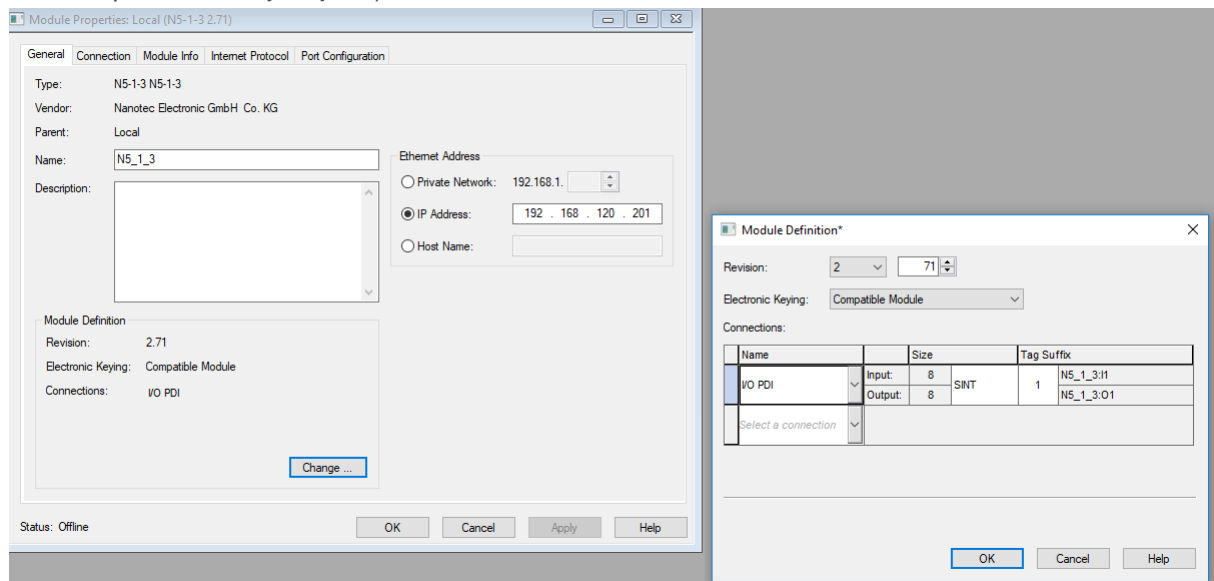 Module Properties: Local (N5-1-3 2.71)
General Connection Module Info Internet Protocol Port Configuration
Type: N5-1-3 N5-1-3
Vendor: Nanotec Electronic GmbH Co. KG
Parent: Local
Name: N5_1_3
Description:
Ethernet Address
Private Network: 192.168.1.
IP Address: 192 . 168 . 120 . 201
Host Name:
Module Definition
Revision: 2.71
Electronic Keying: Compatible Module
Connections: I/O PDI
Change ...
Status: Offline
OK Cancel Apply Help
Module Definition*
Revision: 2 71
Electronic Keying: Compatible Module
Connections:
Name Size Tag Suffix
I/O PDI Input: 8 SINT 1 N5_1_3:I1
Output: 8 N5_1_3:O1
Select a connection
OK Cancel Help